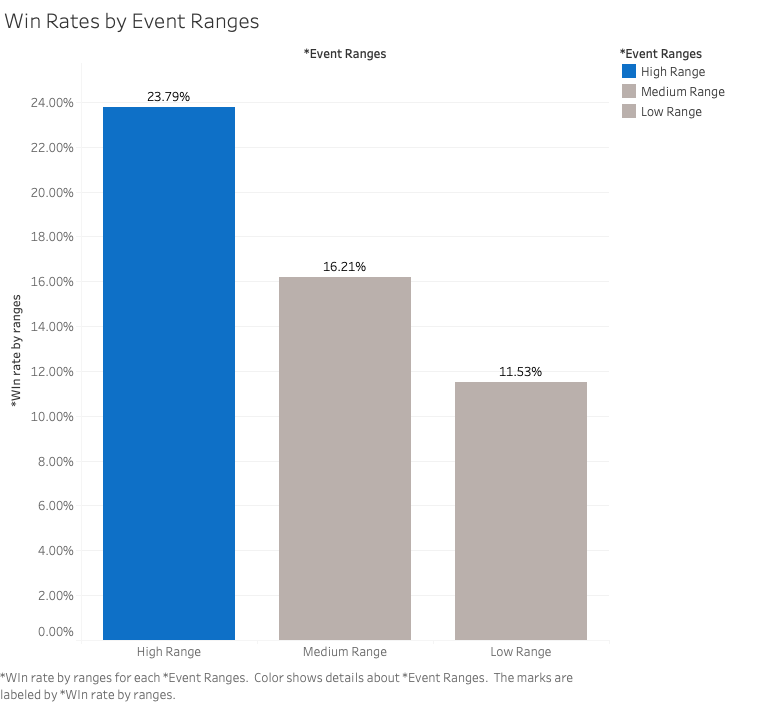 Win Rates by Event Ranges
*Event Ranges
*Event Ranges
High Range
Medium Range
Low Range
24.00%
22.00%
20.00%
18.00%
16.00%
14.00%
12.00%
10.00%
8.00%
6.00%
4.00%
2.00%
0.00%
*WIn rate by ranges
23.79%
16.21%
11.53%
High Range
Medium Range
Low Range
*WIn rate by ranges for each *Event Ranges.  Color shows details about *Event Ranges.  The marks are
labeled by *WIn rate by ranges.